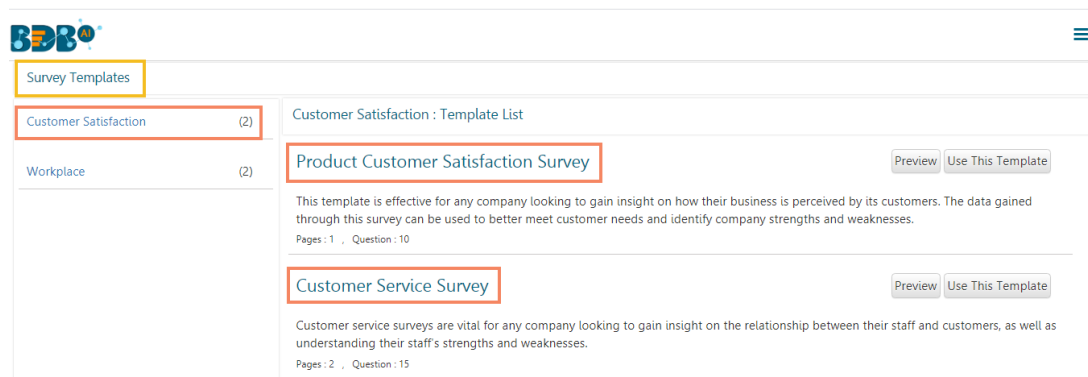 BDB AI
Survey Templates
Customer Satisfaction (2)
Workplace (2)
Customer Satisfaction : Template List
Product Customer Satisfaction Survey
Preview Use This Template
This template is effective for any company looking to gain insight on how their business is perceived by its customers. The data gained
through this survey can be used to better meet customer needs and identify company strengths and weaknesses.
Pages : 1 , Question : 10
Customer Service Survey
Preview Use This Template
Customer service surveys are vital for any company looking to gain insight on the relationship between their staff and customers, as well as
understanding their staff's strengths and weaknesses.
Pages : 2 , Question : 15